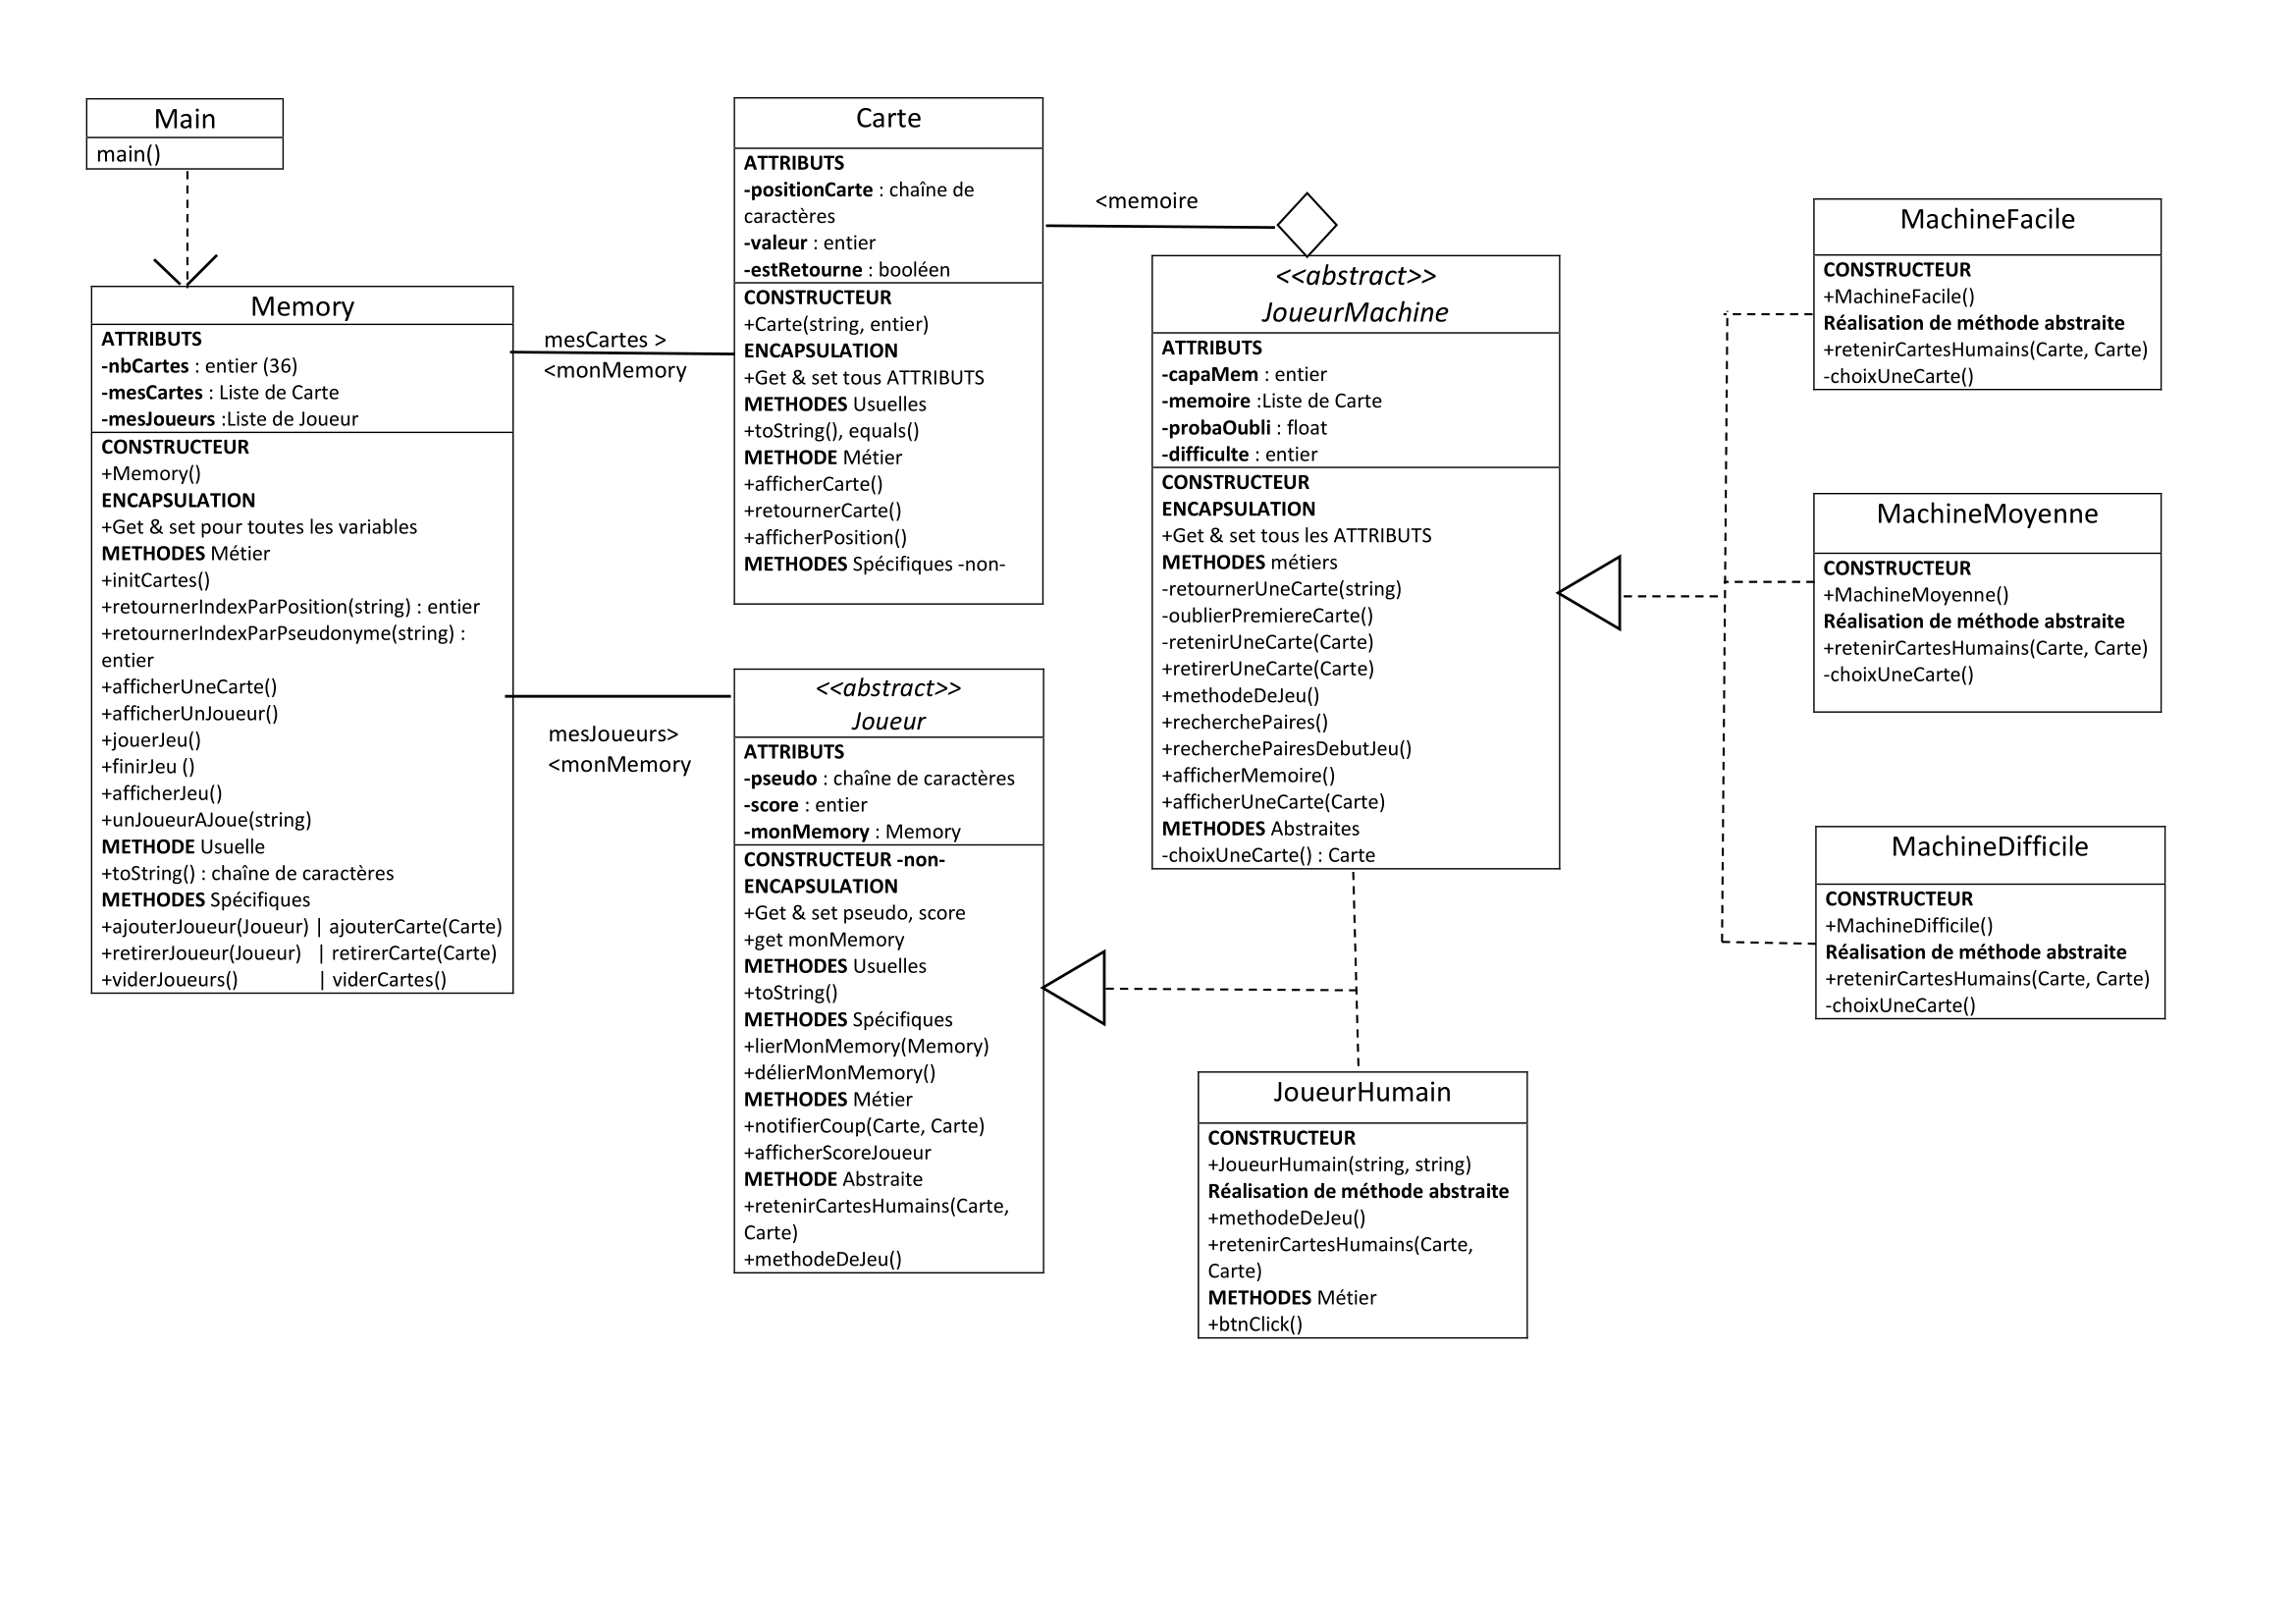 Main
main()
Memory
ATTRIBUTS
-nbCartes : entier (36)
-mesCartes : Liste de Carte
-mesJoueurs :Liste de Joueur
CONSTRUCTEUR
+Memory()
ENCAPSULATION
+Get & set pour toutes les variables
METHODES Métier
+initCartes()
+retournerIndexParPosition(string) : entier
+retournerIndexParPseudonyme(string) :
entier
+afficherUneCarte()
+afficherUnJoueur()
+jouerJeu()
+finirJeu ()
+afficherJeu()
+unJoueurAJoue(string)
METHODE Usuelle
+toString() : chaîne de caractères
METHODES Spécifiques
+ajouterJoueur(Joueur) | ajouterCarte(Carte)
+retirerJoueur(Joueur) | retirerCarte(Carte)
+viderJoueurs() | viderCartes()
mesCartes >
<monMemory
mesJoueurs>
<monMemory
Carte
ATTRIBUTS
-positionCarte : chaîne de
caractères
-valeur : entier
-estRetourne : booléen
CONSTRUCTEUR
+Carte(string, entier)
ENCAPSULATION
+Get & set tous ATTRIBUTS
METHODES Usuelles
+toString(), equals()
METHODE Métier
+afficherCarte()
+retournerCarte()
+afficherPosition()
METHODES Spécifiques -non-
<<abstract>>
Joueur
ATTRIBUTS
-pseudo : chaîne de caractères
-score : entier
-monMemory : Memory
CONSTRUCTEUR -non-
ENCAPSULATION
+Get & set pseudo, score
+get monMemory
METHODES Usuelles
+toString()
METHODES Spécifiques
+lierMonMemory(Memory)
+délierMonMemory()
METHODES Métier
+notifierCoup(Carte, Carte)
+afficherScoreJoueur
METHODE Abstraite
+retenirCartesHumains(Carte,
Carte)
+methodeDeJeu()
<memoire
<<abstract>>
JoueurMachine
ATTRIBUTS
-capaMem : entier
-memoire :Liste de Carte
-probaOubli : float
-difficulte : entier
CONSTRUCTEUR
ENCAPSULATION
+Get & set tous les ATTRIBUTS
METHODES métiers
-retournerUneCarte(string)
-oublierPremiereCarte()
-retenirUneCarte(Carte)
+retirerUneCarte(Carte)
+methodeDeJeu()
+recherchePaires()
+recherchePairesDebutJeu()
+afficherMemoire()
+afficherUneCarte(Carte)
METHODES Abstraites
-choixUneCarte() : Carte
JoueurHumain
CONSTRUCTEUR
+JoueurHumain(string, string)
Réalisation de méthode abstraite
+methodeDeJeu()
+retenirCartesHumains(Carte,
Carte)
METHODES Métier
+btnClick()
MachineFacile
CONSTRUCTEUR
+MachineFacile()
Réalisation de méthode abstraite
+retenirCartesHumains(Carte, Carte)
-choixUneCarte()
MachineMoyenne
CONSTRUCTEUR
+MachineMoyenne()
Réalisation de méthode abstraite
+retenirCartesHumains(Carte, Carte)
-choixUneCarte()
MachineDifficile
CONSTRUCTEUR
+MachineDifficile()
Réalisation de méthode abstraite
+retenirCartesHumains(Carte, Carte)
-choixUneCarte()